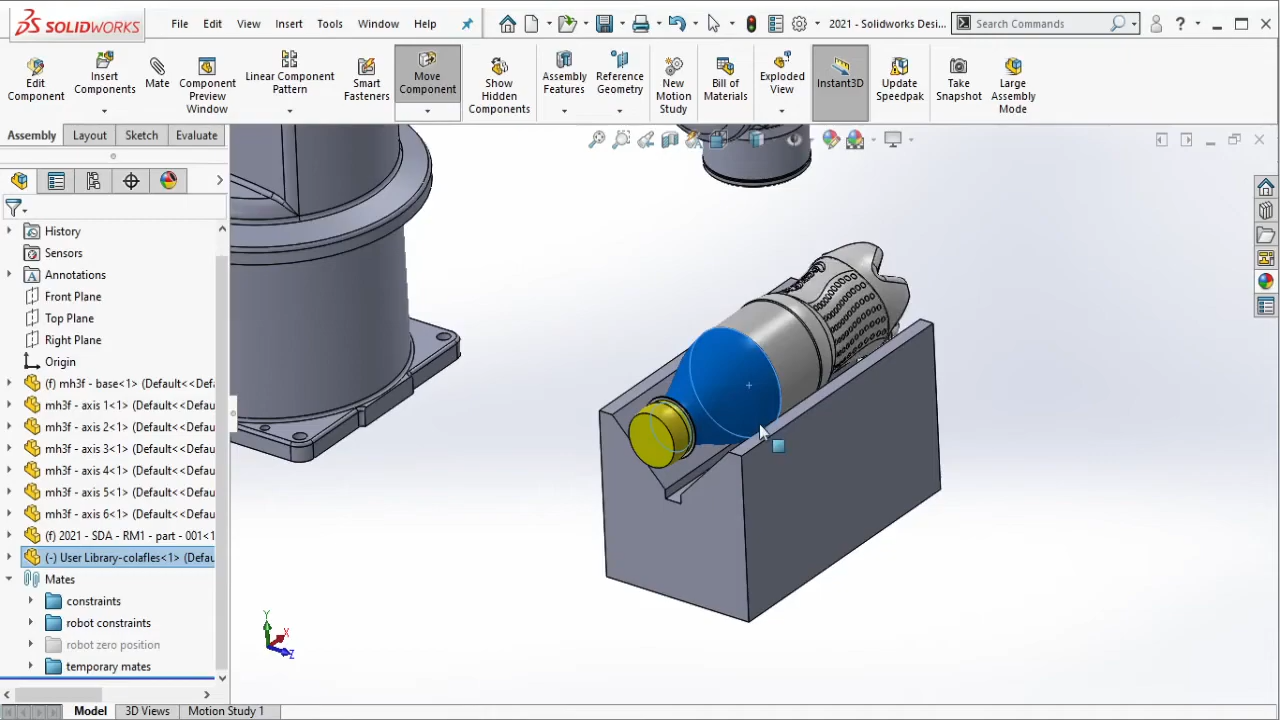 SOLIDWORKS File Edit View Insert Tools Window Help 2021 - Solidworks Desi... Search Commands
Edit Component
Insert Components
Mate
Component Preview Window
Linear Component Pattern
Smart Fasteners
Move Component
Show Hidden Components
Assembly Features
Reference Geometry
New Motion Study
Bill of Materials
Exploded View
Instant3D
Update Speedpak
Take Snapshot
Large Assembly Mode
Assembly Layout Sketch Evaluate
History
Sensors
Annotations
Front Plane
Top Plane
Right Plane
Origin
(f) mh3f - base<1> (Default<<Def
mh3f - axis 1<1> (Default<<Defa
mh3f - axis 2<1> (Default<<Defa
mh3f - axis 3<1> (Default<<Defa
mh3f - axis 4<1> (Default<<Defa
mh3f - axis 5<1> (Default<<Defa
mh3f - axis 6<1> (Default<<Defa
(f) 2021 - SDA - RM1 - part - 001<1
(-) User Library-colafles<1> (Defau
Mates
constraints
robot constraints
robot zero position
temporary mates
Y
X
Z
Model 3D Views Motion Study 1